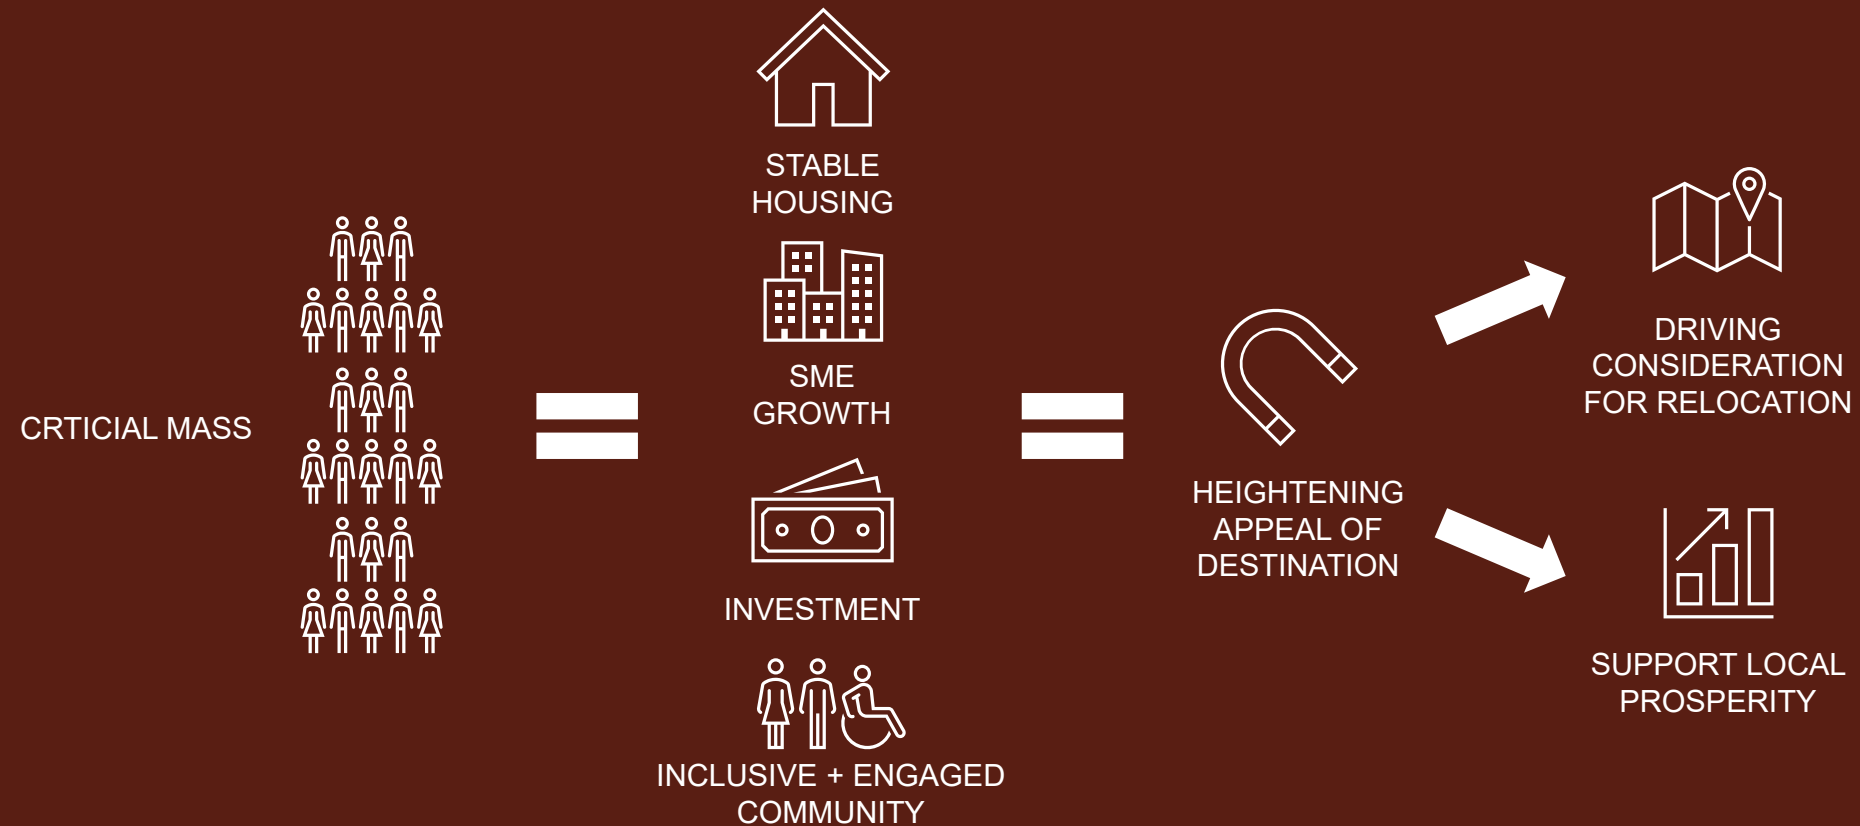 CRTICIAL MASS
STABLE
HOUSING
SME
GROWTH
INVESTMENT
INCLUSIVE + ENGAGED
COMMUNITY
HEIGHTENING
APPEAL OF
DESTINATION
DRIVING
CONSIDERATION
FOR RELOCATION
SUPPORT LOCAL
PROSPERITY